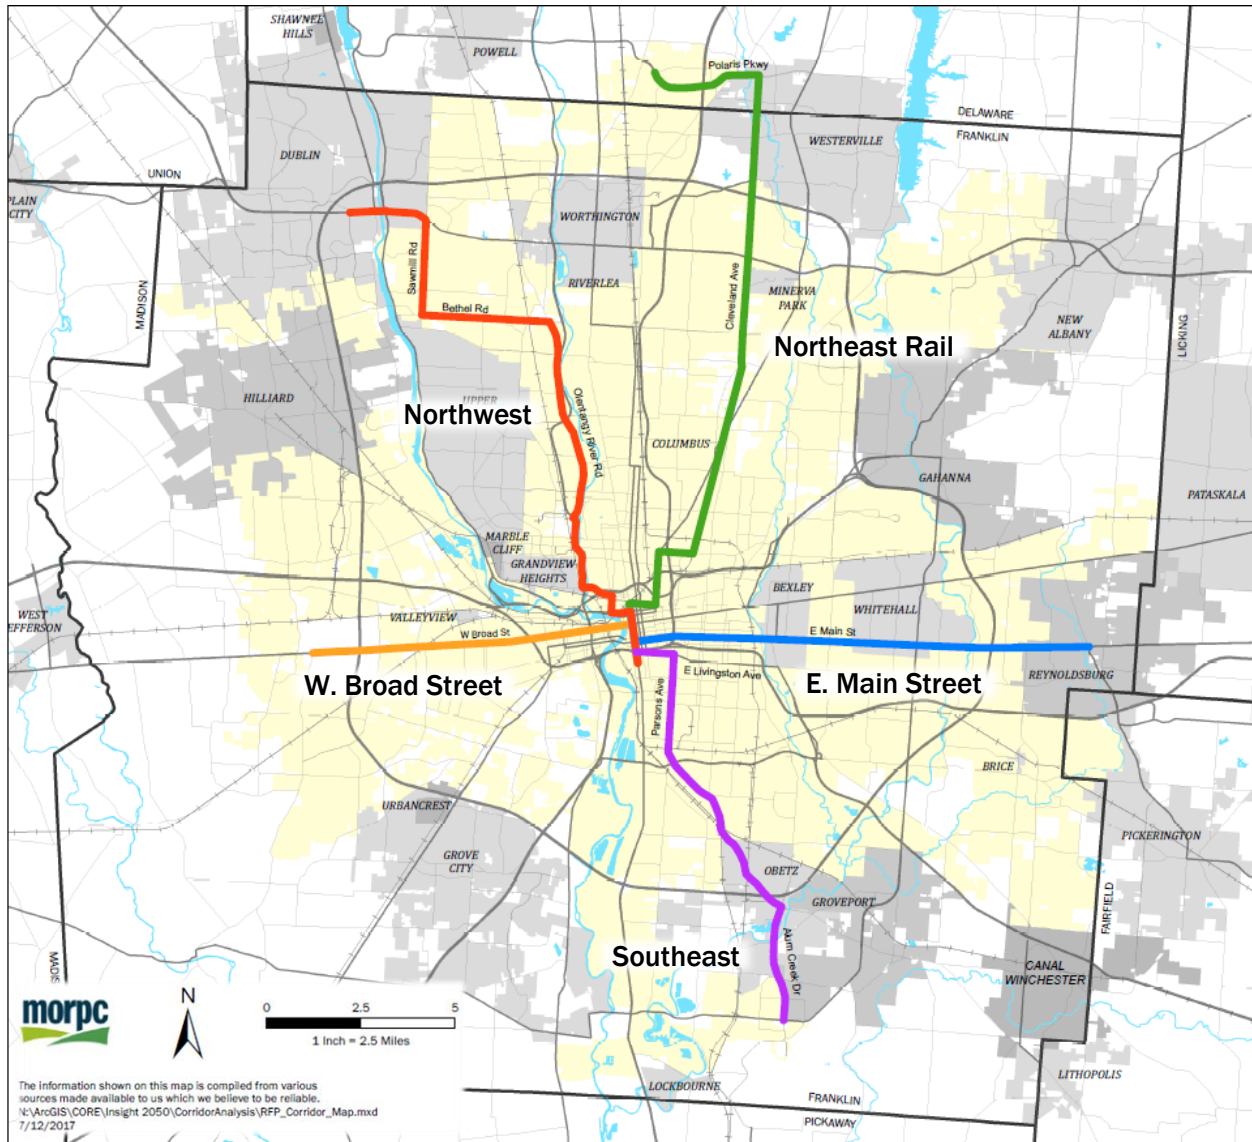 SHAWNEE
HILLS
POWELL
Polaris Pkwy
DELAWARE
FRANKLIN
WESTERVILLE
DUBLIN
UNION
PLAIN
CITY
WORTHINGTON
Sawmill Rd
RIVERLEA
Cleveland Ave
MINERVA
PARK
MADISON
Bethel Rd
NEW
ALBANY
LICKING
Northeast Rail
HILLIARD
UPPER
Northwest
Olentangy River Rd
COLUMBUS
GAHANNA
PATASKALA
MARBLE
CLIFF
GRANDVIEW
HEIGHTS
BEXLEY
WHITEHALL
WEST
JEFFERSON
VALLEYVIEW
W Broad St
E Main St
W. Broad Street
E Livingston Ave
E. Main Street
REYNOLDSBURG
Parsons Ave
BRICE
URBANCREST
PICKERINGTON
GROVE
CITY
OBETZ
GROVEPORT
FAIRFIELD
Southeast
Alum Creek Dr
CANAL
WINCHESTER
MADIS
morpc
N
0 2.5 5
1 Inch = 2.5 Miles
LITHOPOLIS
The information shown on this map is compiled from various
sources made available to us which we believe to be reliable.
N:\ArcGIS\CORE\Insight 2050\CorridorAnalysis\RFP_Corridor_Map.mxd
7/12/2017
LOCKBOURNE
FRANKLIN
PICKAWAY